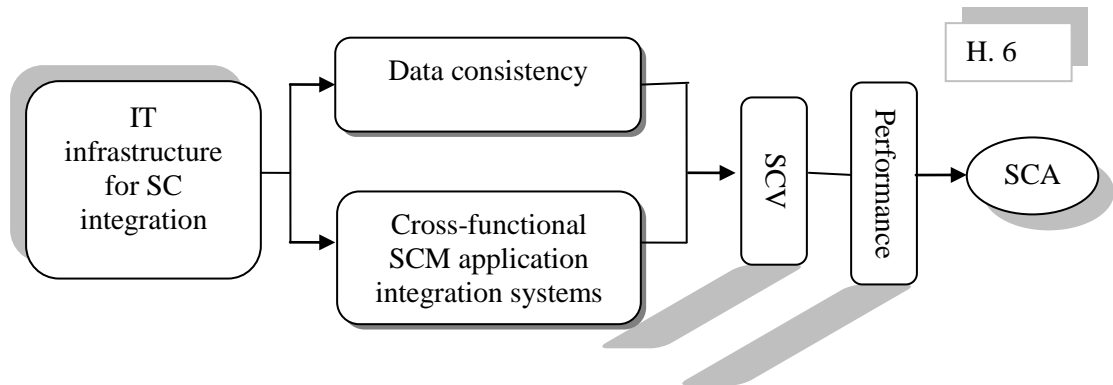 IT
infrastructure
for SC
integration
Data consistency
Cross-functional
SCM application
integration systems
SCV
Performance
SCA
H. 6